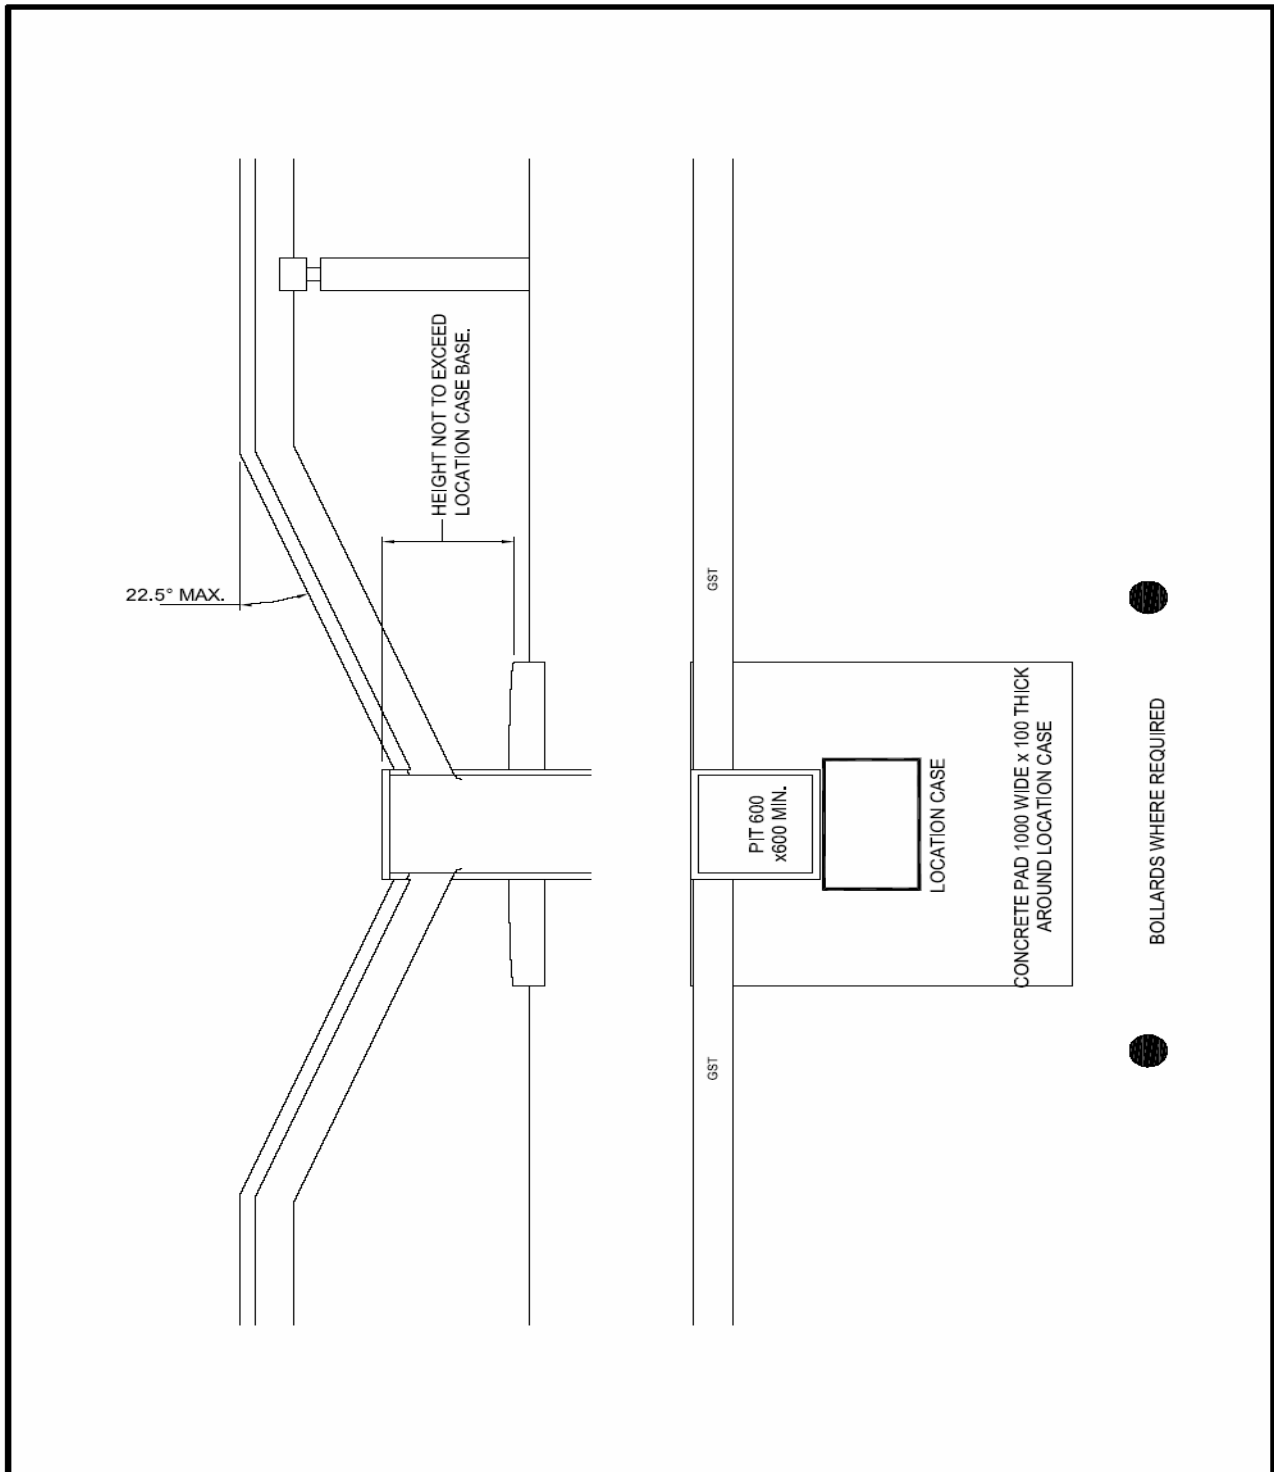 22.5° MAX.
HEIGHT NOT TO EXCEED
LOCATION CASE BASE.
GST
GST
PIT 600
x600 MIN.
LOCATION CASE
CONCRETE PAD 1000 WIDE x 100 THICK
AROUND LOCATION CASE
BOLLARDS WHERE REQUIRED